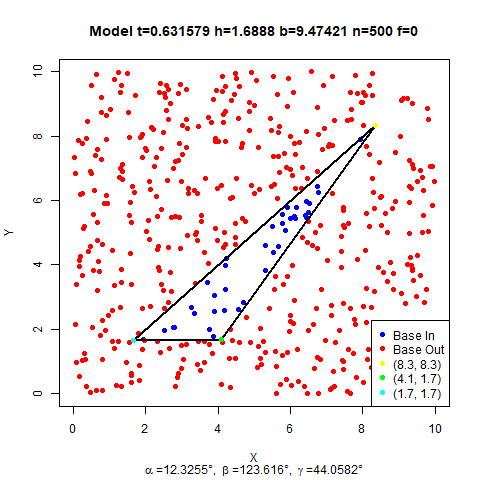 Model t=0.631579 h=1.6888 b=9.47421 n=500 f=0
10
8
6
4
2
0
Y
Base In
Base Out
(8.3, 8.3)
(4.1, 1.7)
(1.7, 1.7)
0 2 4 6 8 10
X
α=12.3255°, β=123.616°, γ=44.0582°